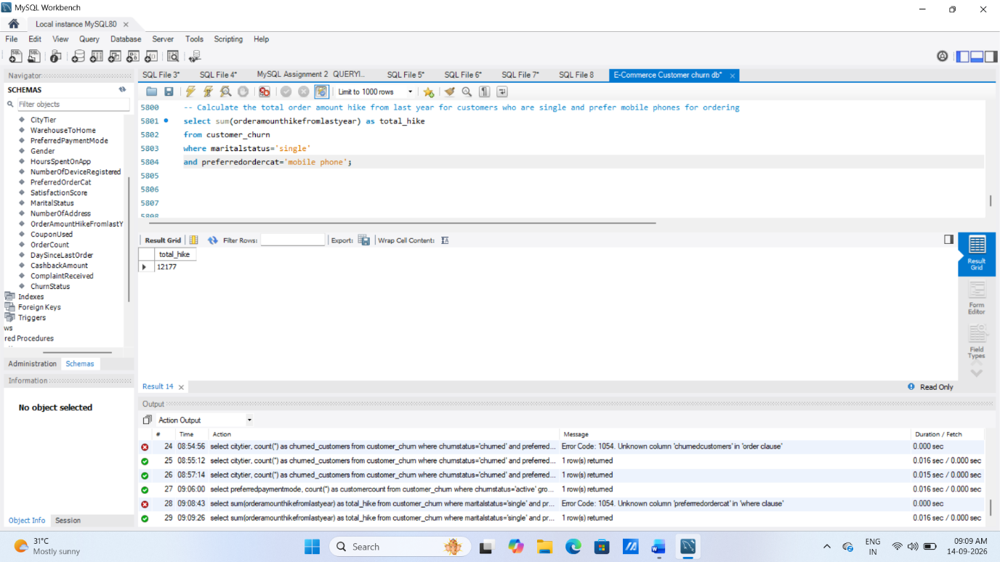 MySQL Workbench
Local instance MySQL80
File Edit View Query Database Server Tools Scripting Help
Navigator
SCHEMAS
Filter objects
CityTier
WarehouseToHome
PreferredPaymentMode
Gender
HoursSpentOnApp
NumberOfDeviceRegistered
PreferredOrderCat
SatisfactionScore
MaritalStatus
NumberOfAddress
OrderAmountHikeFromlastY
CouponUsed
OrderCount
DaySinceLastOrder
CashbackAmount
ComplaintReceived
ChurnStatus
Indexes
Foreign Keys
Triggers
ws
red Procedures
Administration Schemas
Information
No object selected
Object Info Session
SQL File 3* SQL File 4* MySQL Assignment 2 QUERYI... SQL File 5* SQL File 6* SQL File 7* SQL File 8 E-Commerce Customer churn db*
Limit to 1000 rows
5800 -- Calculate the total order amount hike from last year for customers who are single and prefer mobile phones for ordering
5801 select sum(orderamounthikefromlastyear) as total_hike
5802 from customer_churn
5803 where maritalstatus='single'
5804 and preferredordercat='mobile phone';
5805
5806
5807
5808
Result Grid Filter Rows: Export: Wrap Cell Content:
total_hike
12177
Result Grid
Form Editor
Field Types
Result 14
Read Only
Output
Action Output
# Time Action Message Duration / Fetch
24 08:54:56 select citytier, count(*) as churned_customers from customer_churn where churnstatus='churned' and preferred... Error Code: 1054. Unknown column 'churnedcustomers' in 'order clause' 0.000 sec
25 08:55:12 select citytier, count(*) as churned_customers from customer_churn where churnstatus='churned' and preferred... 1 row(s) returned 0.016 sec / 0.000 sec
26 08:57:14 select citytier, count(*) as churned_customers from customer_churn where churnstatus='churned' and preferred... 1 row(s) returned 0.015 sec / 0.000 sec
27 09:06:00 select preferredpaymentmode, count(*) as customercount from customer_churn where churnstatus='active' gro... 1 row(s) returned 0.016 sec / 0.000 sec
28 09:08:43 select sum(orderamounthikefromlastyear) as total_hike from customer_churn where maritalstatus='single' and pr... Error Code: 1054. Unknown column 'preferrredordercat' in 'where clause' 0.000 sec
29 09:09:26 select sum(orderamounthikefromlastyear) as total_hike from customer_churn where maritalstatus='single' and pr... 1 row(s) returned 0.016 sec / 0.000 sec
31°C
Mostly sunny
Search
ENG
IN
09:09 AM
14-09-2026